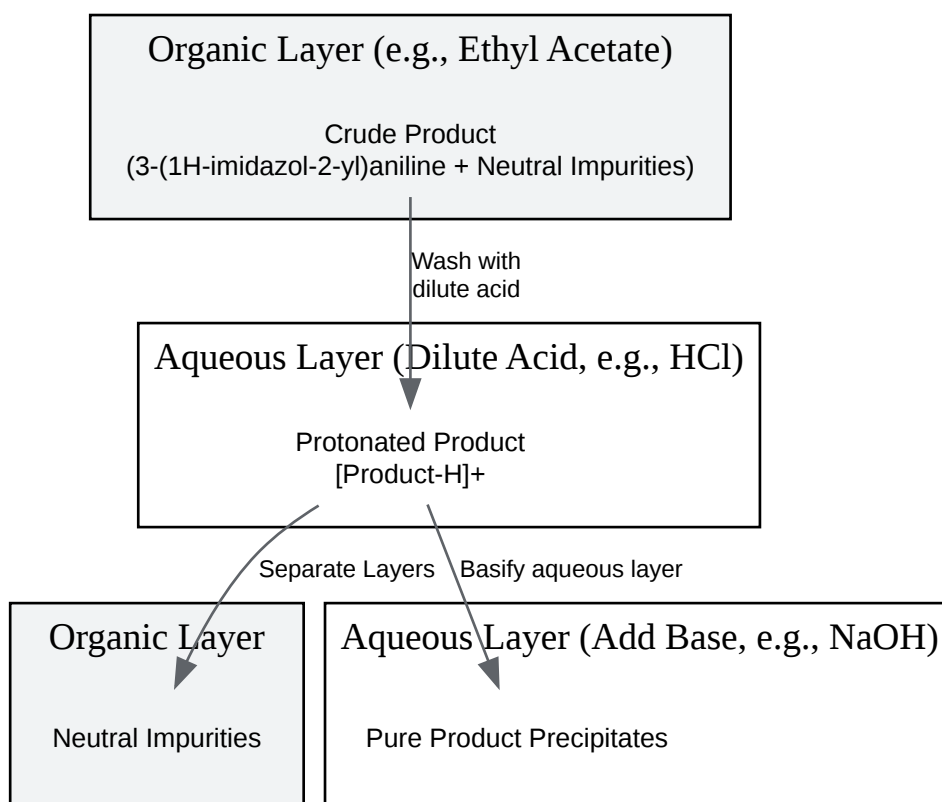 Organic Layer (e.g., Ethyl Acetate)
Crude Product
(3-(1H-imidazol-2-yl)aniline + Neutral Impurities)
Wash with
dilute acid
Aqueous Layer (Dilute Acid, e.g., HCl)
Protonated Product
[Product-H]+
Separate Layers
Basify aqueous layer
Organic Layer
Neutral Impurities
Aqueous Layer (Add Base, e.g., NaOH)
Pure Product Precipitates